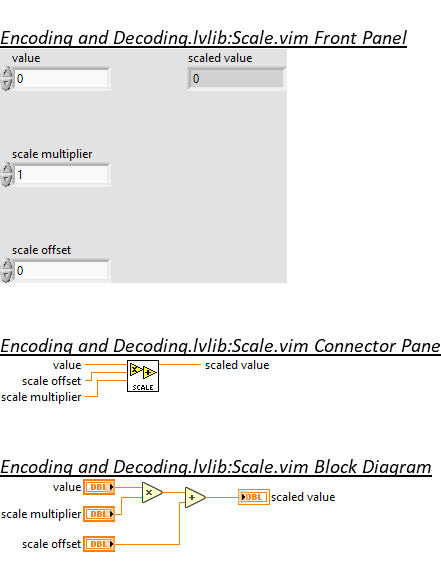 Encoding and Decoding.lvlib:Scale.vim Front Panel
value scaled value
0 0
scale multiplier
1
scale offset
0
Encoding and Decoding.lvlib:Scale.vim Connector Pane
value scaled value
scale offset
scale multiplier
SCALE
Encoding and Decoding.lvlib:Scale.vim Block Diagram
value DBL × 
+ DBL scaled value
scale multiplier DBL
scale offset DBL